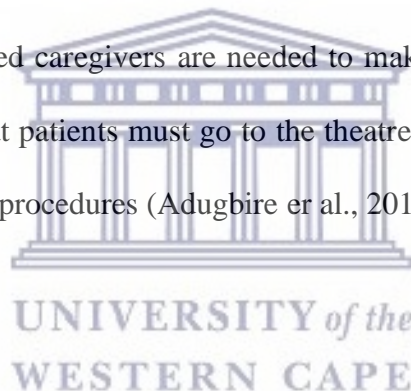 ed caregivers are needed to mak
t patients must go to the theatre
procedures (Adugbire er al., 201
UNIVERSITY of the
WESTERN CAPE